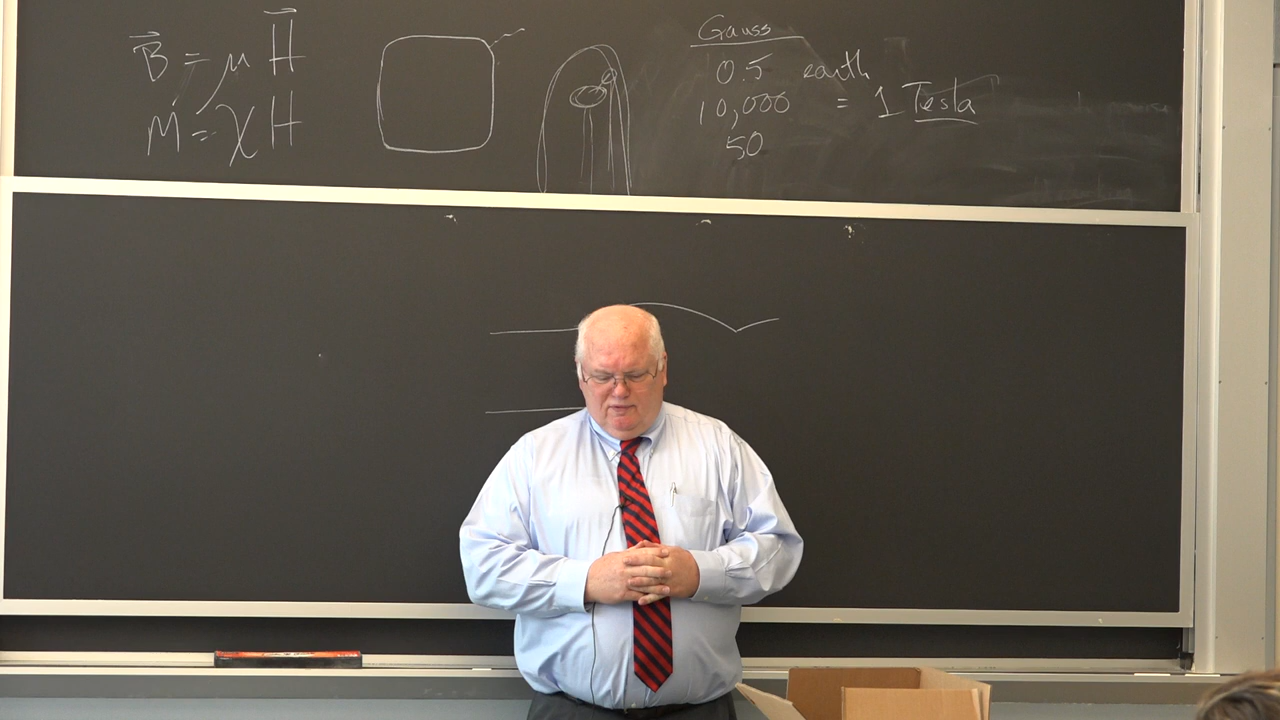 B⃗ = μ H⃗
M = χ H
Gauss
0.5 earth
10,000 = 1 Tesla
50